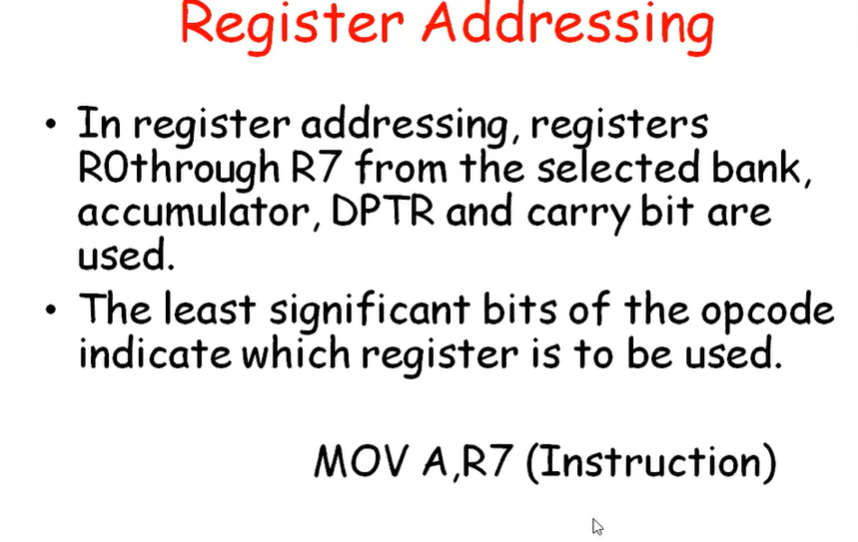 Register Addressing
• In register addressing, registers
R0through R7 from the selected bank,
accumulator, DPTR and carry bit are
used.
• The least significant bits of the opcode
indicate which register is to be used.
MOV A,R7 (Instruction)